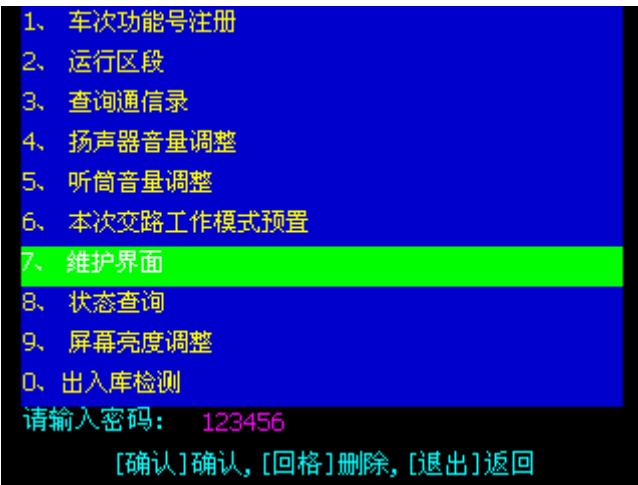 1、 车次功能号注册
2、 运行区段
3、 查询通信录
4、 扬声器音量调整
5、 听筒音量调整
6、 本次交路工作模式预置
7、 维护界面
8、 状态查询
9、 屏幕亮度调整
0、出入库检测
请输入密码： 123456
[确认]确认,[回格]删除,[退出]返回